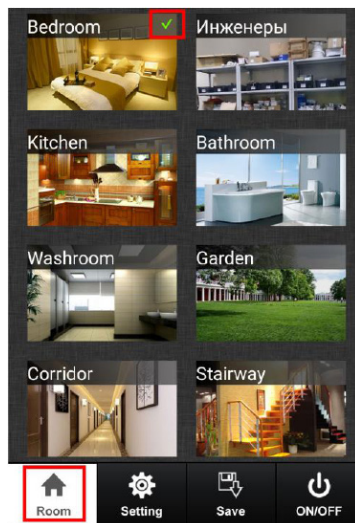 Bedroom
Инженеры
Kitchen
Bathroom
Washroom
Garden
Corridor
Stairway
Room
Setting
Save
ON/OFF